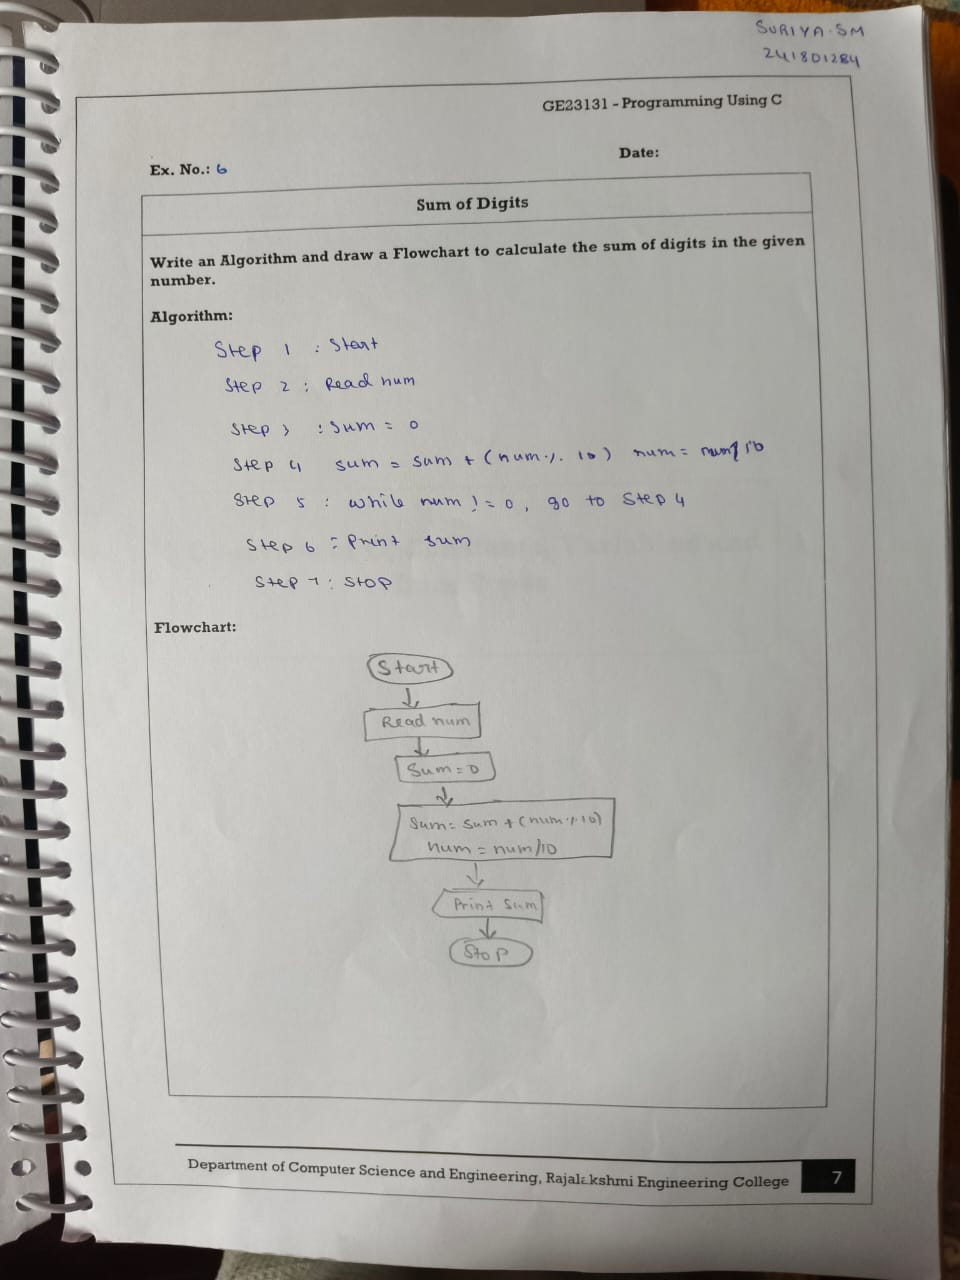 SURIYA.SM
241801284
GE23131 - Programming Using C
Ex. No.: 6
Date:
Sum of Digits
Write an Algorithm and draw a Flowchart to calculate the sum of digits in the given
number.
Algorithm:
Step 1 : Start
Step 2 : Read num
Step 3 : Sum = 0
Step 4 sum = sum + (num % 10) num = num/10
Step 5 : while num != 0, go to Step 4
Step 6 : Print sum
Step 7 : Stop
Flowchart:
Start
Read num
Sum = 0
Sum = sum + (num % 10)
num = num/10
Print Sum
Stop
Department of Computer Science and Engineering, Rajalakshmi Engineering College
7